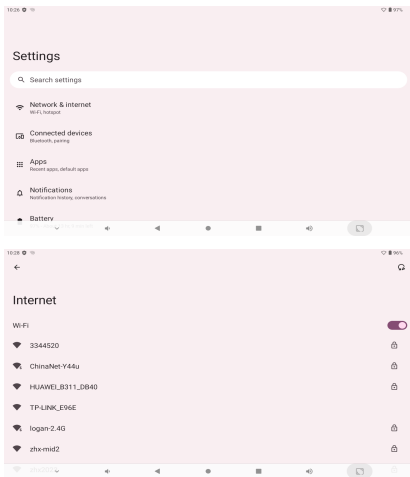 10:26
97%
Settings
Search settings
Network & internet
Wi-Fi, hotspot
Connected devices
Bluetooth, pairing
Apps
Recent apps, default apps
Notifications
Notification history, conversations
Battery
10:28
96%
Internet
Wi-Fi
3344520
ChinaNet-Y44u
HUAWEI_B311_DB40
TP-LINK_E96E
logan-2.4G
zhx-mid2